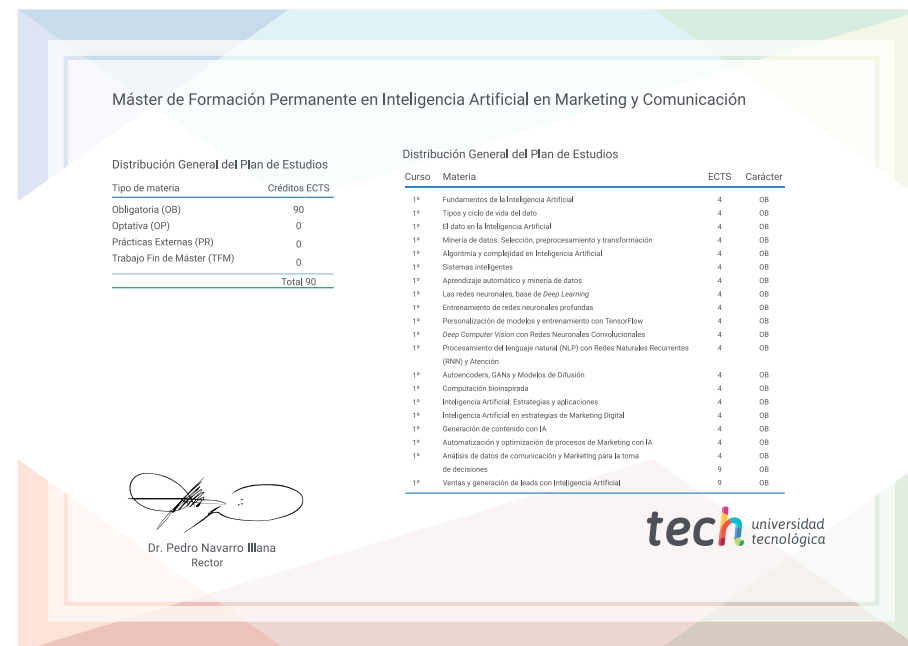 Máster de Formación Permanente en Inteligencia Artificial en Marketing y Comunicación
Distribución General del Plan de Estudios
Tipo de materia Créditos ECTS
Obligatoria (OB) 90
Optativa (OP) 0
Prácticas Externas (PR) 0
Trabajo Fin de Máster (TFM) 0
Total 90
Distribución General del Plan de Estudios
Curso Materia ECTS Carácter
1º Fundamentos de la Inteligencia Artificial 4 OB
1º Tipos y ciclo de vida del dato 4 OB
1º El dato en la Inteligencia Artificial 4 OB
1º Minería de datos. Selección, preprocesamiento y transformación 4 OB
1º Algoritmia y complejidad en Inteligencia Artificial 4 OB
1º Sistemas inteligentes 4 OB
1º Aprendizaje automático y minería de datos 4 OB
1º Las redes neuronales, base de Deep Learning 4 OB
1º Entrenamiento de redes neuronales profundas 4 OB
1º Personalización de modelos y entrenamiento con TensorFlow 4 OB
1º Deep Computer Vision con Redes Neuronales Convolucionales 4 OB
1º Procesamiento del lenguaje natural (NLP) con Redes Naturales Recurrentes 4 OB
(RNN) y Atención
1º Autoencoders, GANs y Modelos de Difusión 4 OB
1º Computación bioinspirada 4 OB
1º Inteligencia Artificial: Estrategias y aplicaciones 4 OB
1º Inteligencia Artificial en estrategias de Marketing Digital 4 OB
1º Generación de contenido con IA 4 OB
1º Automatización y optimización de procesos de Marketing con IA 4 OB
1º Análisis de datos de comunicación y Marketing para la toma 4 OB
de decisiones 9 OB
1º Ventas y generación de leads con Inteligencia Artificial 9 OB
Dr. Pedro Navarro Illana
Rector
tech universidad
tecnológica